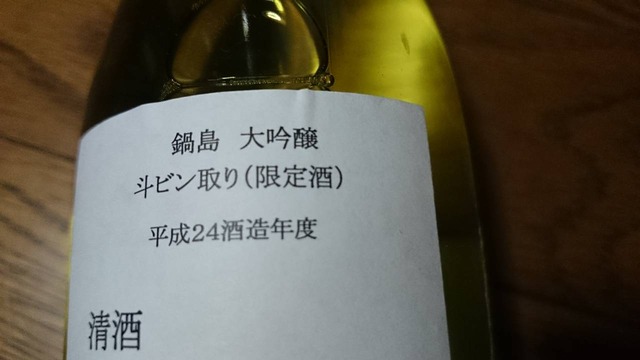 鍋島 大吟醸
斗ビン取り(限定酒)
平成24酒造年度
清酒